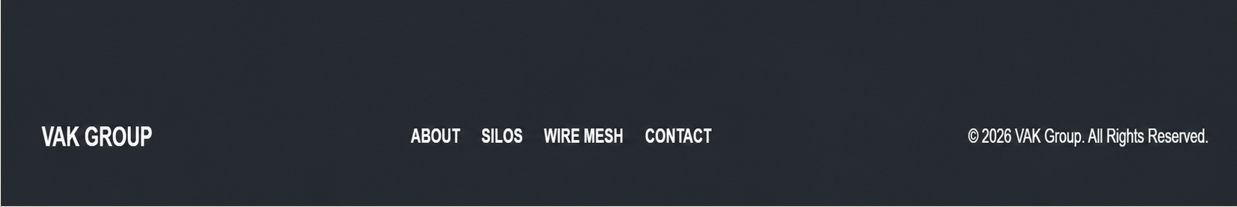 VAK GROUP
ABOUT SILOS WIRE MESH CONTACT
© 2026 VAK Group. All Rights Reserved.